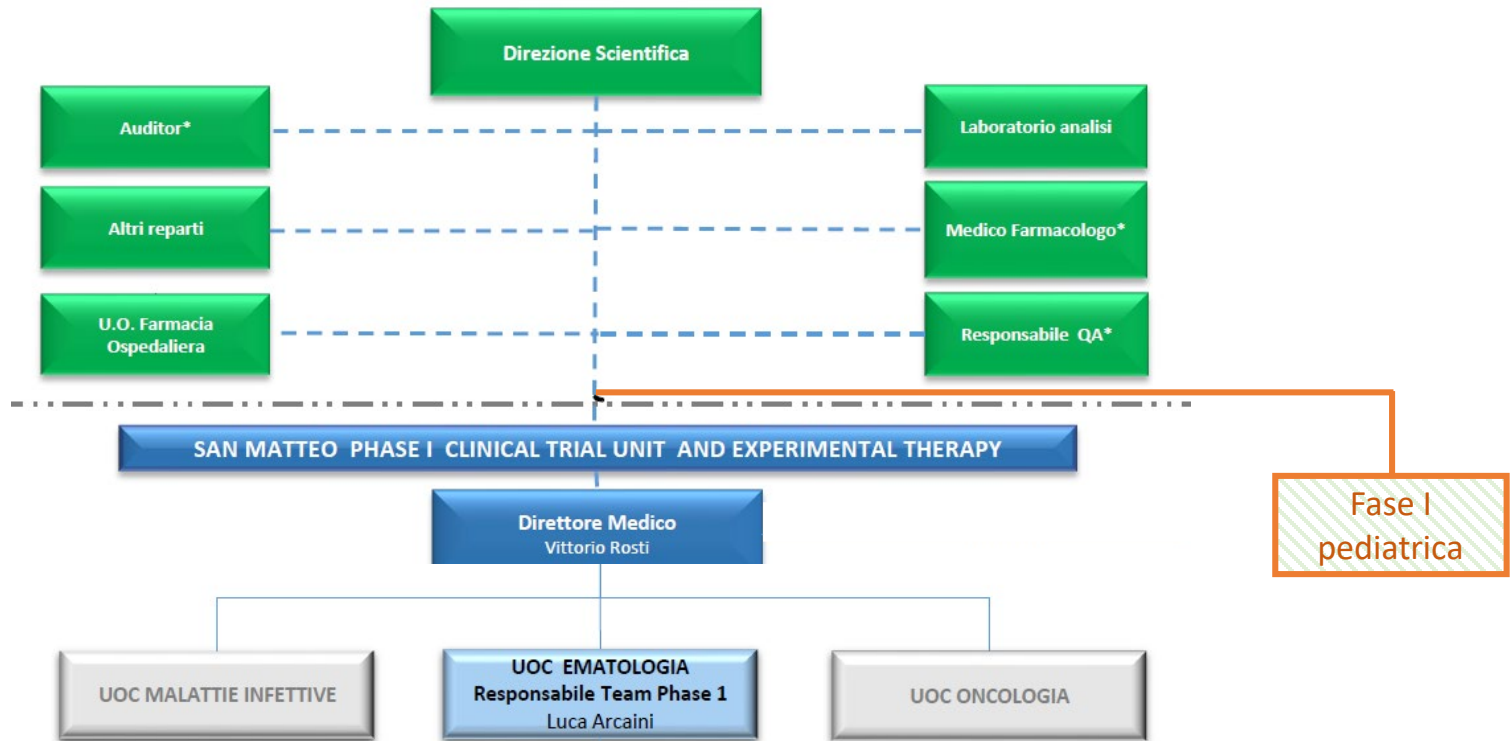 Direzione Scientifica
Auditor*
Laboratorio analisi
Altri reparti
Medico Farmacologo*
U.O. Farmacia
Ospedaliera
Responsabile QA*
SAN MATTEO PHASE I CLINICAL TRIAL UNIT AND EXPERIMENTAL THERAPY
Direttore Medico
Vittorio Rosti
Fase I
pediatrica
UOC MALATTIE INFETTIVE
UOC EMATOLOGIA
Responsabile Team Phase 1
Luca Arcaini
UOC ONCOLOGIA